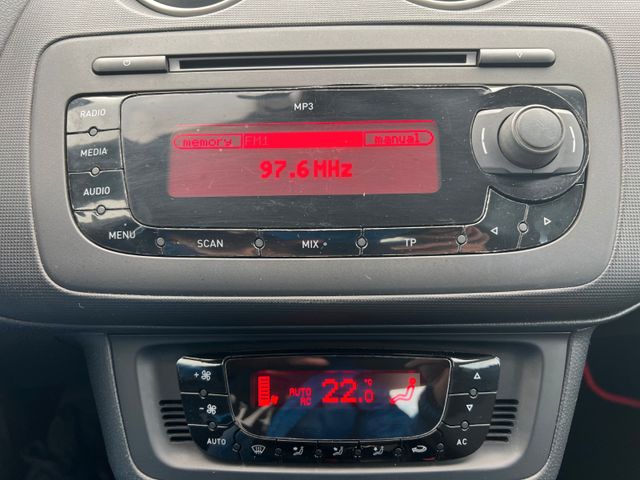 MP3
RADIO
MEDIA
AUDIO
memory FM1 manual
97.6 MHz
MENU SCAN MIX TP
AUTO AC 22.0 °C
AUTO AC